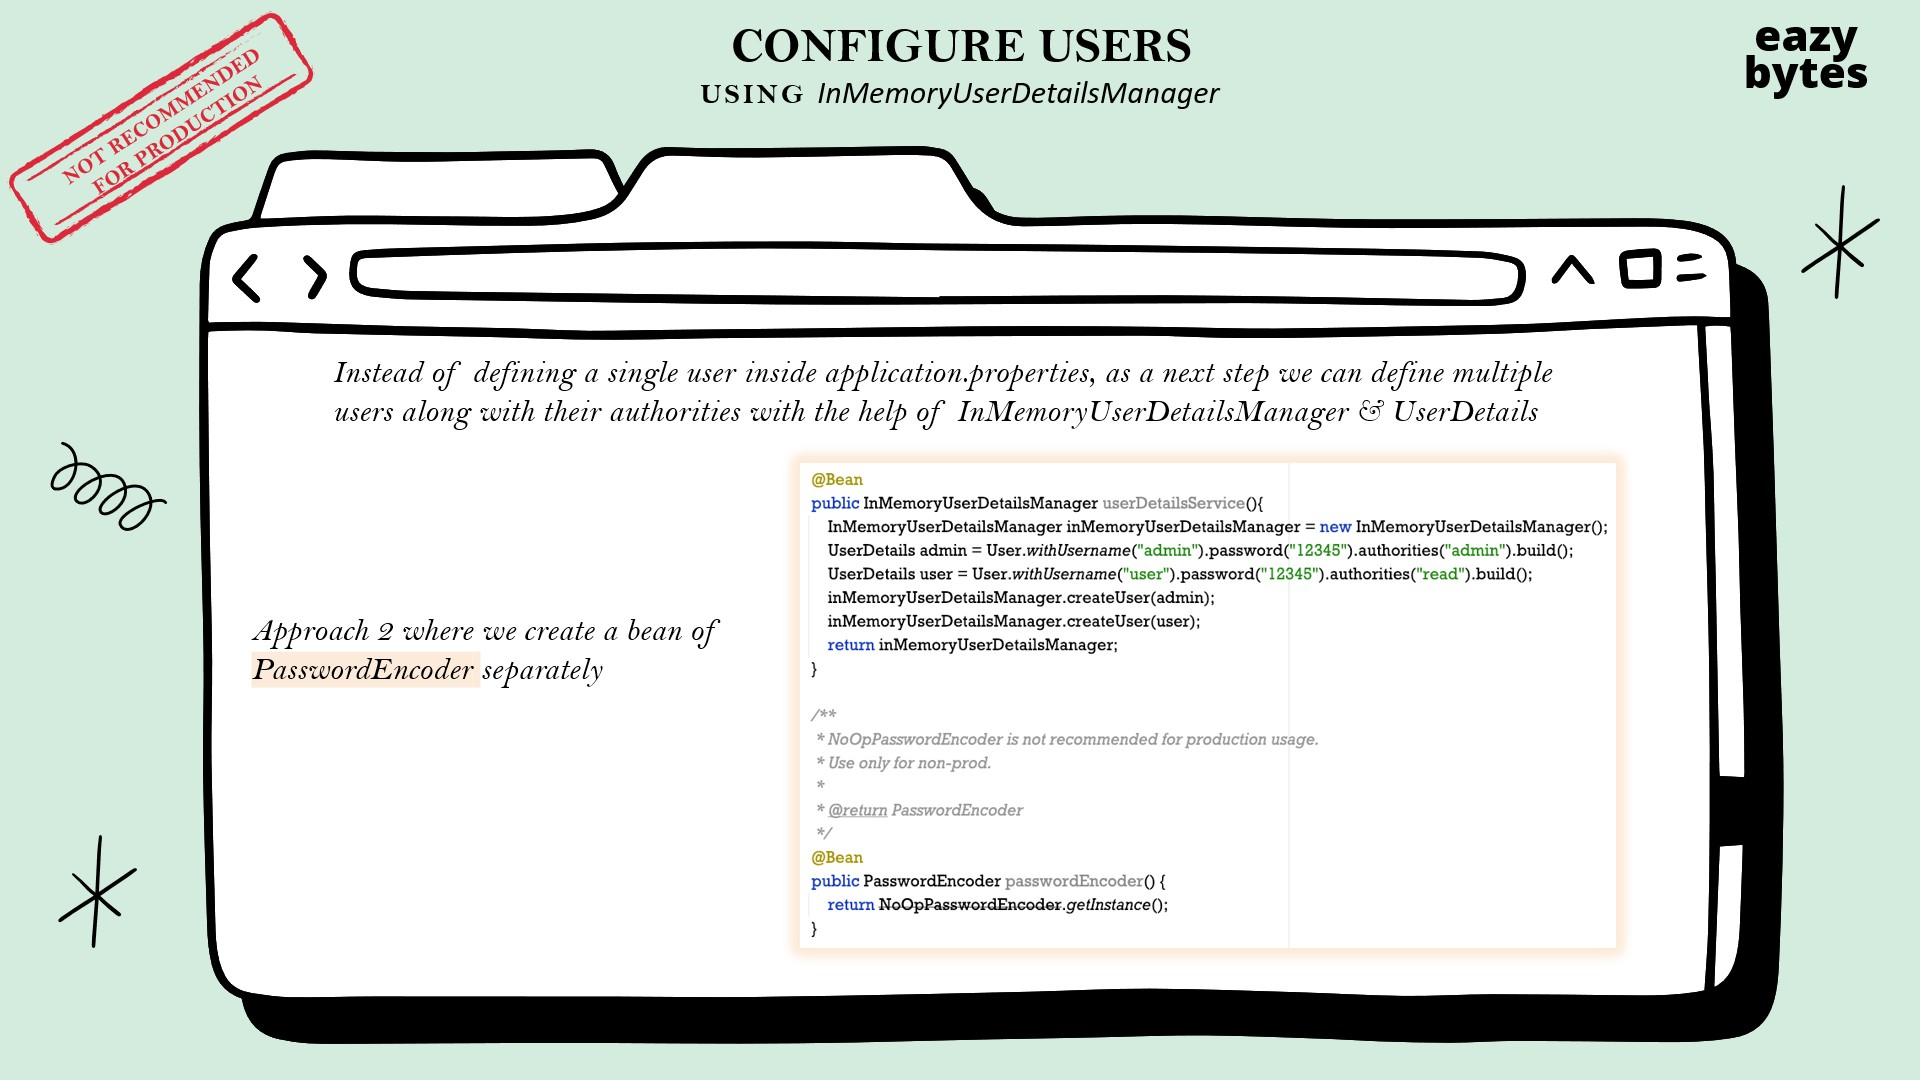 NOT RECOMMENDED
FOR PRODUCTION
CONFIGURE USERS
USING InMemoryUserDetailsManager
eazy
bytes
Instead of defining a single user inside application.properties, as a next step we can define multiple
users along with their authorities with the help of InMemoryUserDetailsManager & UserDetails
Approach 2 where we create a bean of
PasswordEncoder separately
@Bean
public InMemoryUserDetailsManager userDetailsService(){
    InMemoryUserDetailsManager inMemoryUserDetailsManager = new InMemoryUserDetailsManager();
    UserDetails admin = User.withUsername("admin").password("12345").authorities("admin").build();
    UserDetails user = User.withUsername("user").password("12345").authorities("read").build();
    inMemoryUserDetailsManager.createUser(admin);
    inMemoryUserDetailsManager.createUser(user);
    return inMemoryUserDetailsManager;
}
/**
 * NoOpPasswordEncoder is not recommended for production usage.
 * Use only for non-prod.
 *
 * @return PasswordEncoder
 */
@Bean
public PasswordEncoder passwordEncoder() {
    return NoOpPasswordEncoder.getInstance();
}